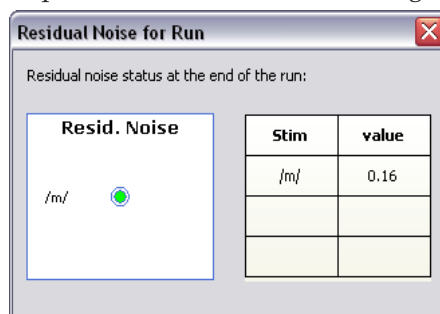 Residual Noise for Run
Residual noise status at the end of the run:
Resid. Noise
/m/
Stim value
/m/ 0.16